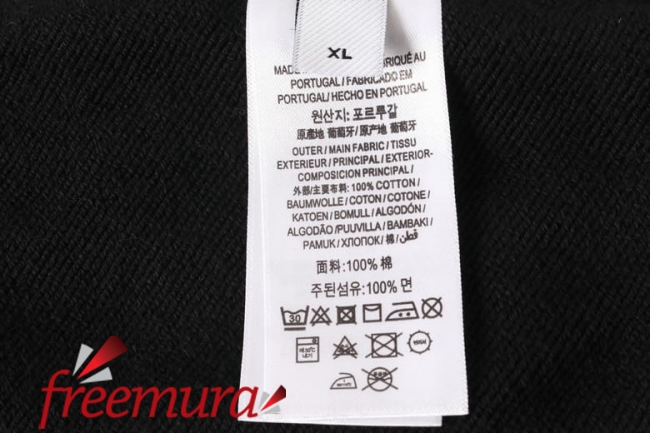 XL
MADE
BRIQUÉ AU
PORTUGAL / FABRICADO EM
PORTUGAL / HECHO EN PORTUGAL
원산지: 포르투갈
原產地 葡萄牙 / 原产地 葡萄牙
OUTER / MAIN FABRIC / TISSU
EXTERIEUR / PRINCIPAL / EXTERIOR-
COMPOSICION PRINCIPAL /
外部/主要布料: 100% COTTON /
BAUMWOLLE / COTON / COTONE /
KATOEN / BOMULL / ALGODÓN /
ALGODÃO / PUUVILLA / BAMBAKI /
PAMUK / ХЛОПОК / 棉 / قطن
面料:100% 棉
주된섬유:100% 면
30
freemura